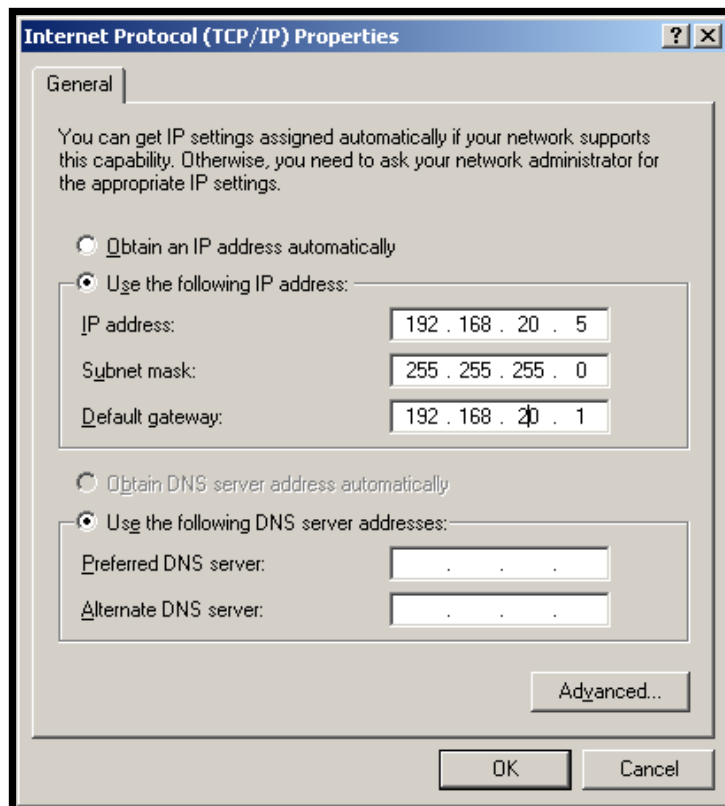 Internet Protocol (TCP/IP) Properties
General
You can get IP settings assigned automatically if your network supports
this capability. Otherwise, you need to ask your network administrator for
the appropriate IP settings.
Obtain an IP address automatically
Use the following IP address:
IP address: 192 . 168 . 20 . 5
Subnet mask: 255 . 255 . 255 . 0
Default gateway: 192 . 168 . 20 . 1
Obtain DNS server address automatically
Use the following DNS server addresses:
Preferred DNS server: . . .
Alternate DNS server: . . .
Advanced...
OK Cancel